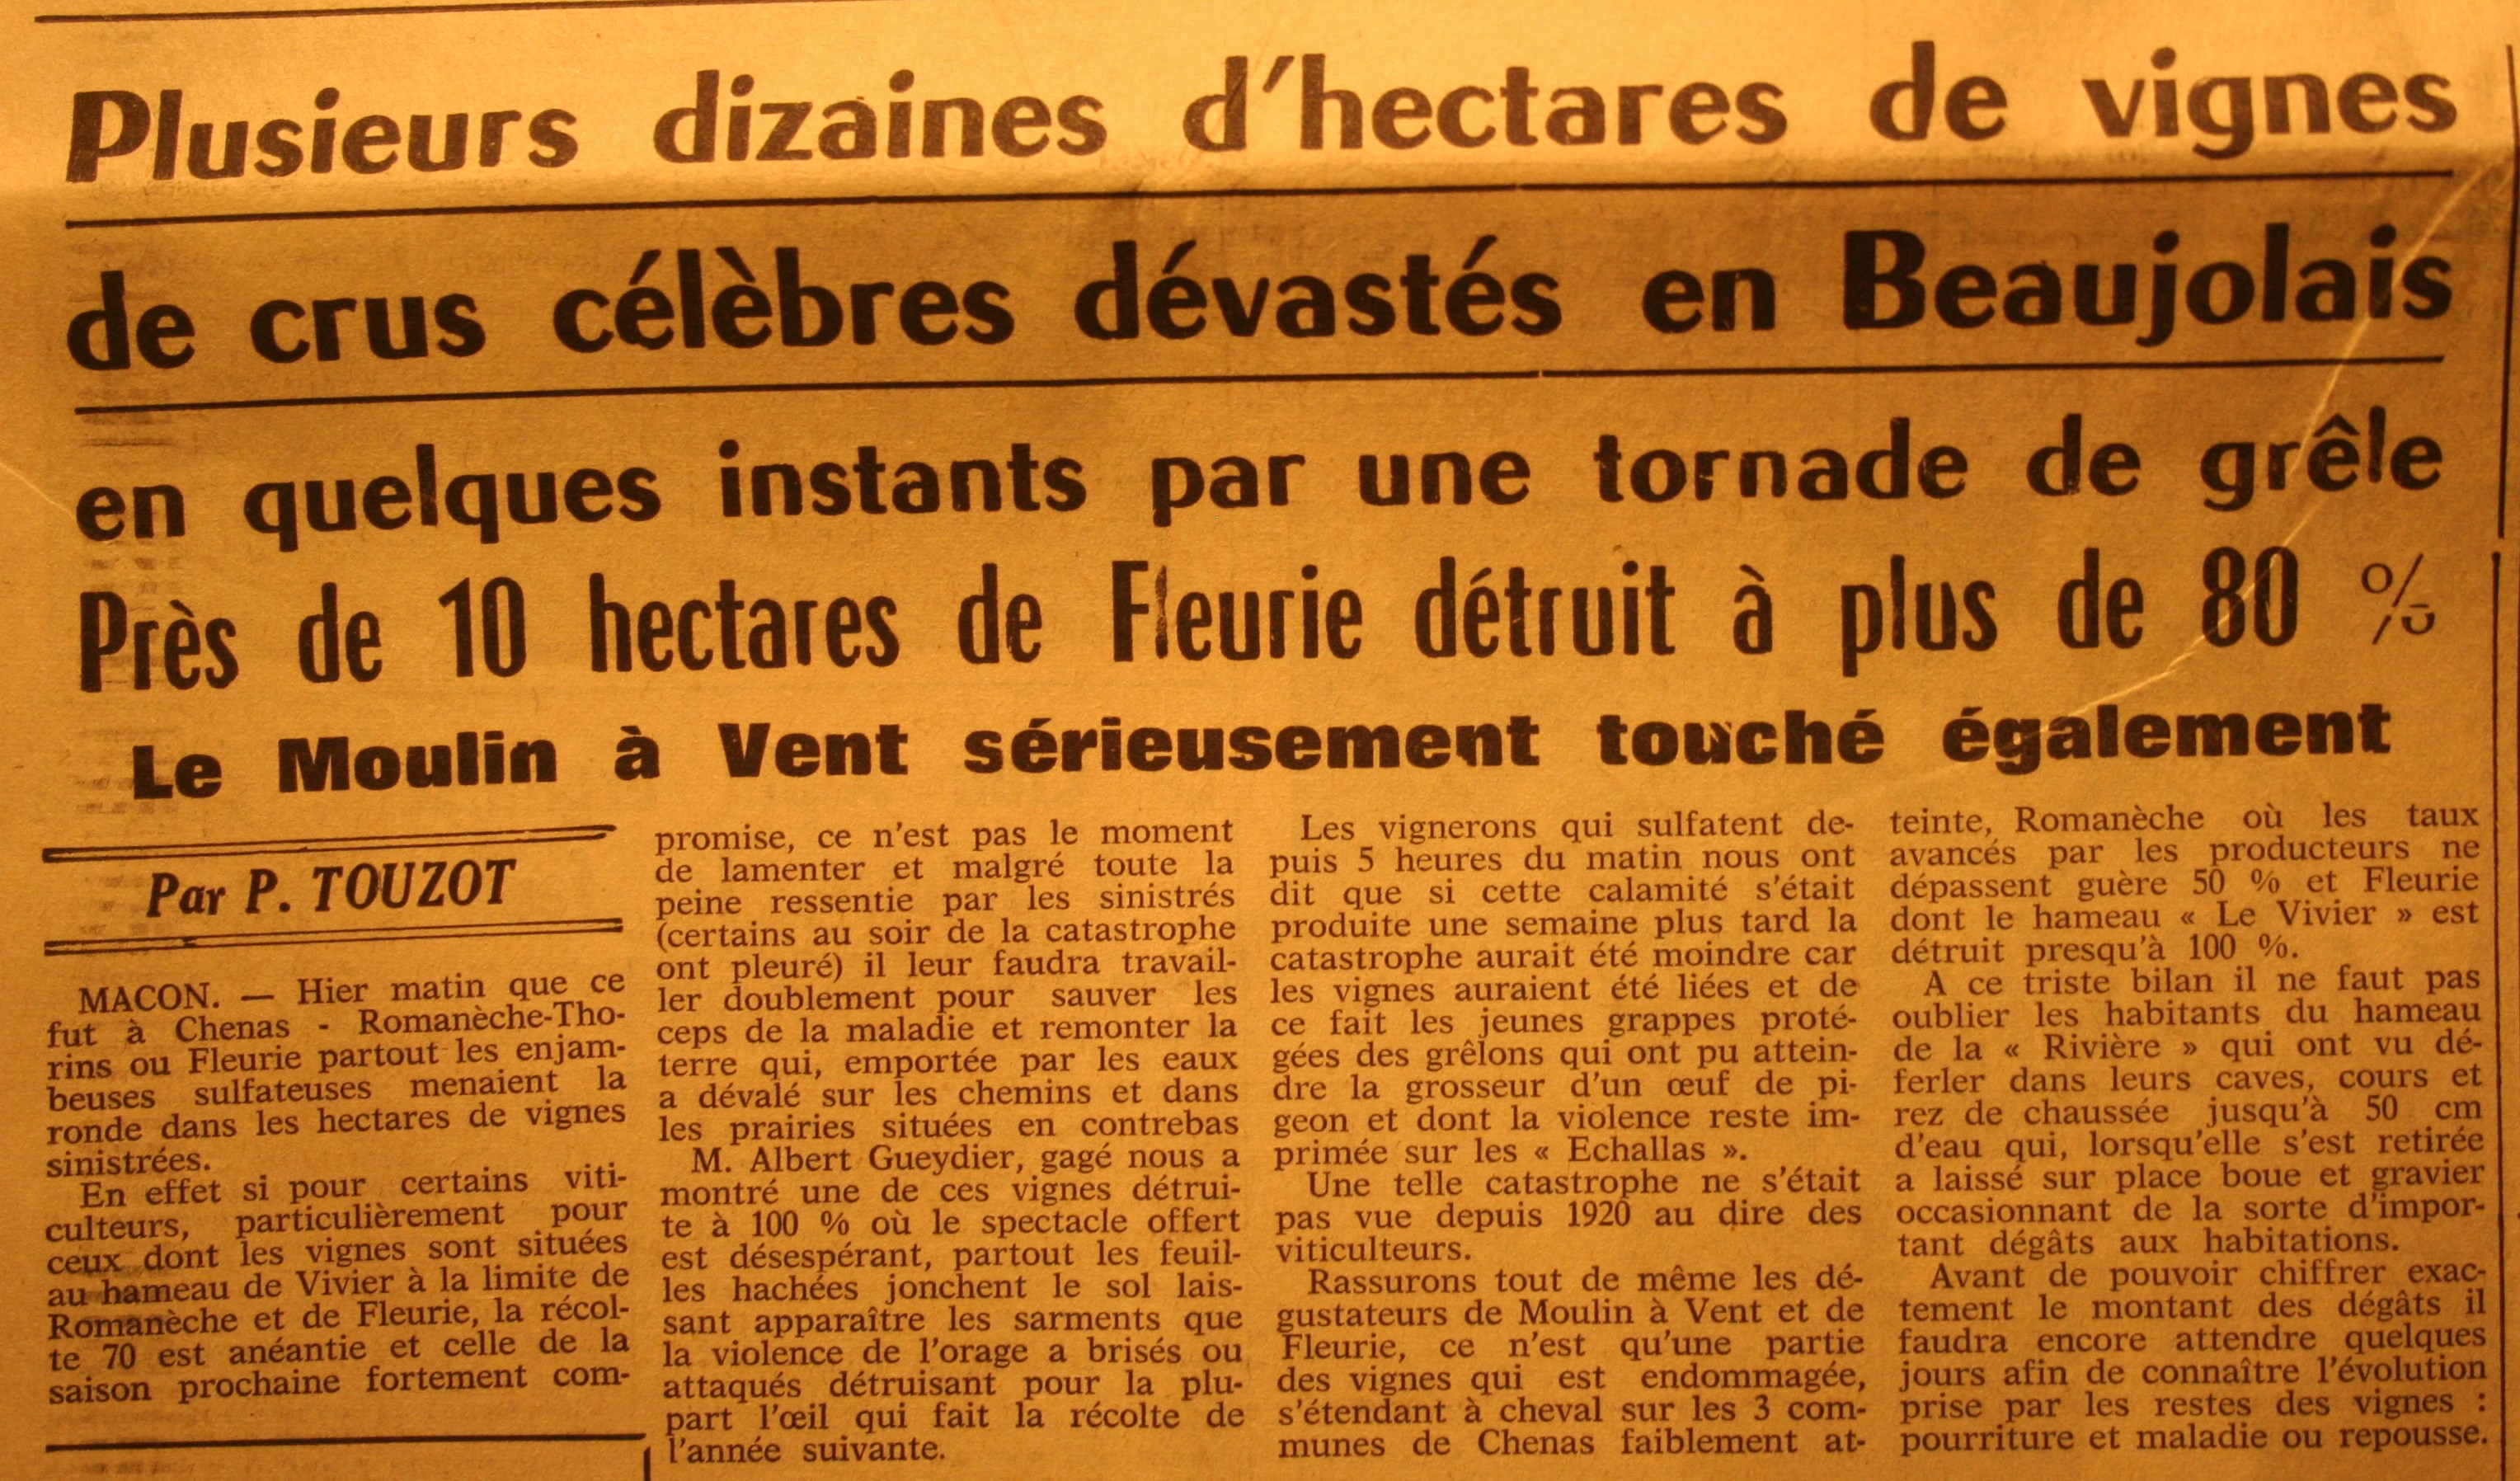 Plusieurs dizaines d'hectares de vignes
de crus célèbres dévastés en Beaujolais
en quelques instants par une tornade de grêle
Près de 10 hectares de Fleurie détruit à plus de 80 %
Le Moulin à Vent sérieusement touché également
Par P. TOUZOT
MACON. — Hier matin que ce
fut à Chenas - Romanèche-Tho-
rins ou Fleurie partout les enjam-
beuses sulfateuses menaient la
ronde dans les hectares de vignes
sinistrées.
En effet si pour certains viti-
culteurs, particulièrement pour
ceux dont les vignes sont situées
au hameau de Vivier à la limite de
Romanèche et de Fleurie, la récol-
te 70 est anéantie et celle de la
saison prochaine fortement com-
promise, ce n'est pas le moment
de lamenter et malgré toute la
peine ressentie par les sinistrés
(certains au soir de la catastrophe
ont pleuré) il leur faudra travail-
ler doublement pour sauver les
ceps de la maladie et remonter la
terre qui, emportée par les eaux
a dévalé sur les chemins et dans
les prairies situées en contrebas
M. Albert Gueydier, gagé nous a
montré une de ces vignes détrui-
te à 100 % où le spectacle offert
est désespérant, partout les feuil-
les hachées jonchent le sol lais-
sant apparaître les sarments que
la violence de l'orage a brisés ou
attaqués détruisant pour la plu-
part l'œil qui fait la récolte de
l'année suivante.
Les vignerons qui sulfatent de-
puis 5 heures du matin nous ont
dit que si cette calamité s'était
produite une semaine plus tard la
catastrophe aurait été moindre car
les vignes auraient été liées et de
ce fait les jeunes grappes proté-
gées des grêlons qui ont pu attein-
dre la grosseur d'un œuf de pi-
geon et dont la violence reste im-
primée sur les « Echallas ».
Une telle catastrophe ne s'était
pas vue depuis 1920 au dire des
viticulteurs.
Rassurons tout de même les dé-
gustateurs de Moulin à Vent et de
Fleurie, ce n'est qu'une partie
des vignes qui est endommagée,
s'étendant à cheval sur les 3 com-
munes de Chenas faiblement at-
teinte, Romanèche où les taux
avancés par les producteurs ne
dépassent guère 50 % et Fleurie
dont le hameau « Le Vivier » est
détruit presqu'à 100 %.
A ce triste bilan il ne faut pas
oublier les habitants du hameau
de la « Rivière » qui ont vu dé-
ferler dans leurs caves, cours et
rez de chaussée jusqu'à 50 cm
d'eau qui, lorsqu'elle s'est retirée
a laissé sur place boue et gravier
occasionnant de la sorte d'impor-
tant dégâts aux habitations.
Avant de pouvoir chiffrer exac-
tement le montant des dégâts il
faudra encore attendre quelques
jours afin de connaître l'évolution
prise par les restes des vignes :
pourriture et maladie ou repousse.